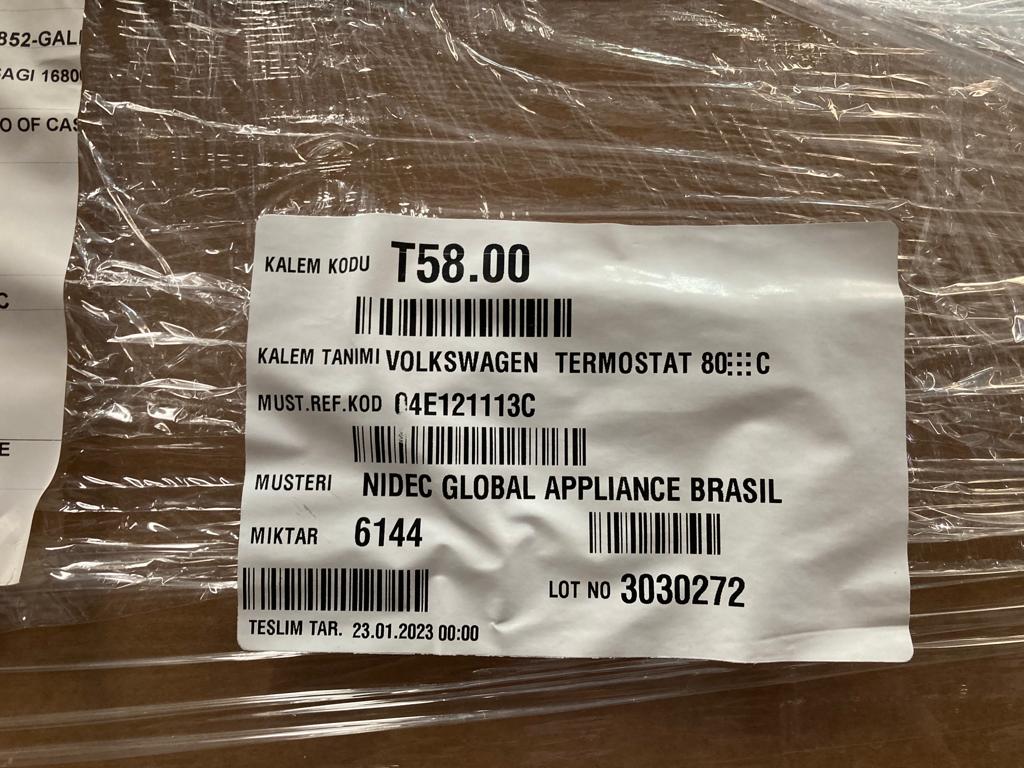 852-GAL
AGI 1680
O OF CAS
C
E
KALEM KODU T58.00
KALEM TANIMI VOLKSWAGEN TERMOSTAT 80⋮⋮⋮C
MUST.REF.KOD 04E121113C
MUSTERI NIDEC GLOBAL APPLIANCE BRASIL
MIKTAR 6144
LOT NO 3030272
TESLIM TAR. 23.01.2023 00:00